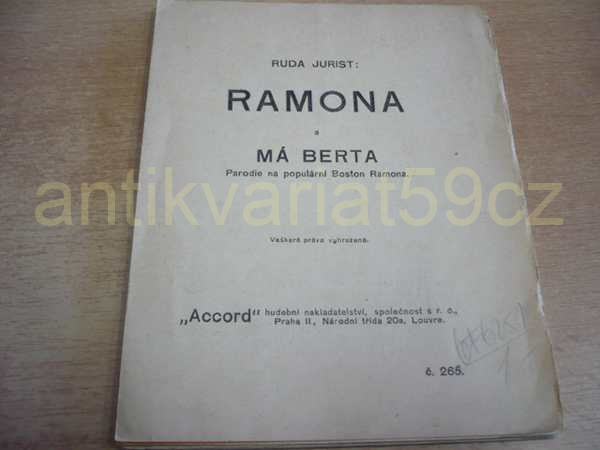 RUDA JURIST:
RAMONA
a
MÁ BERTA
Parodie na populární Boston Ramona.
antikvariat59cz
Veškerá práva vyhrazena.
„Accord“ hudební nakladatelství, společnost s r. o.,
Praha II., Národní třída 20a, Louvre.
č. 265.